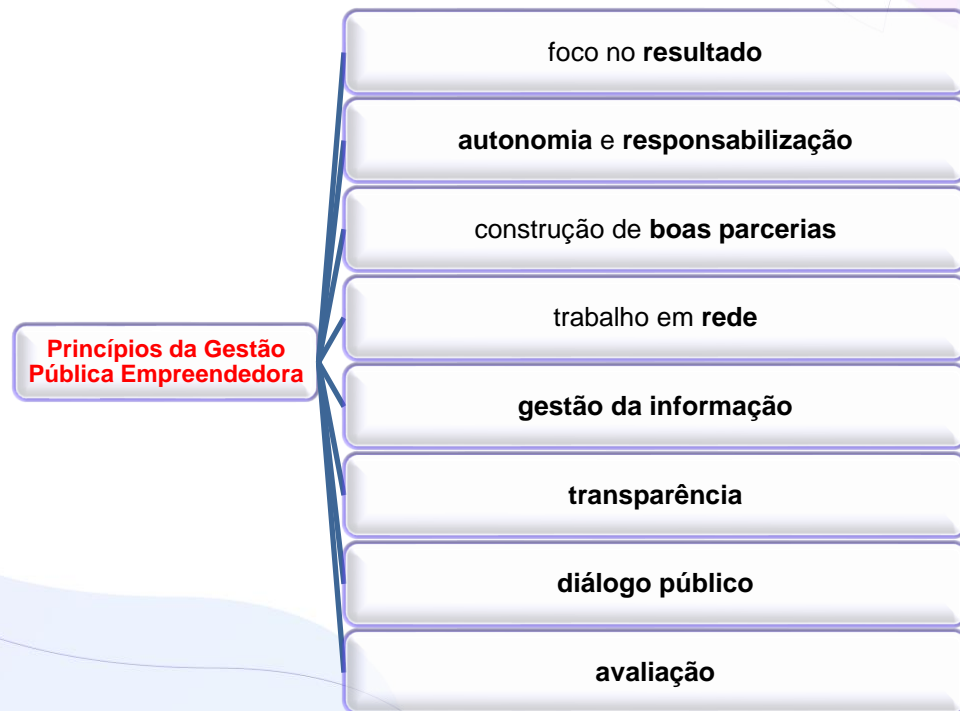 foco no resultado
autonomia e responsabilização
construção de boas parcerias
trabalho em rede
Princípios da Gestão
Pública Empreendedora
gestão da informação
transparência
diálogo público
avaliação